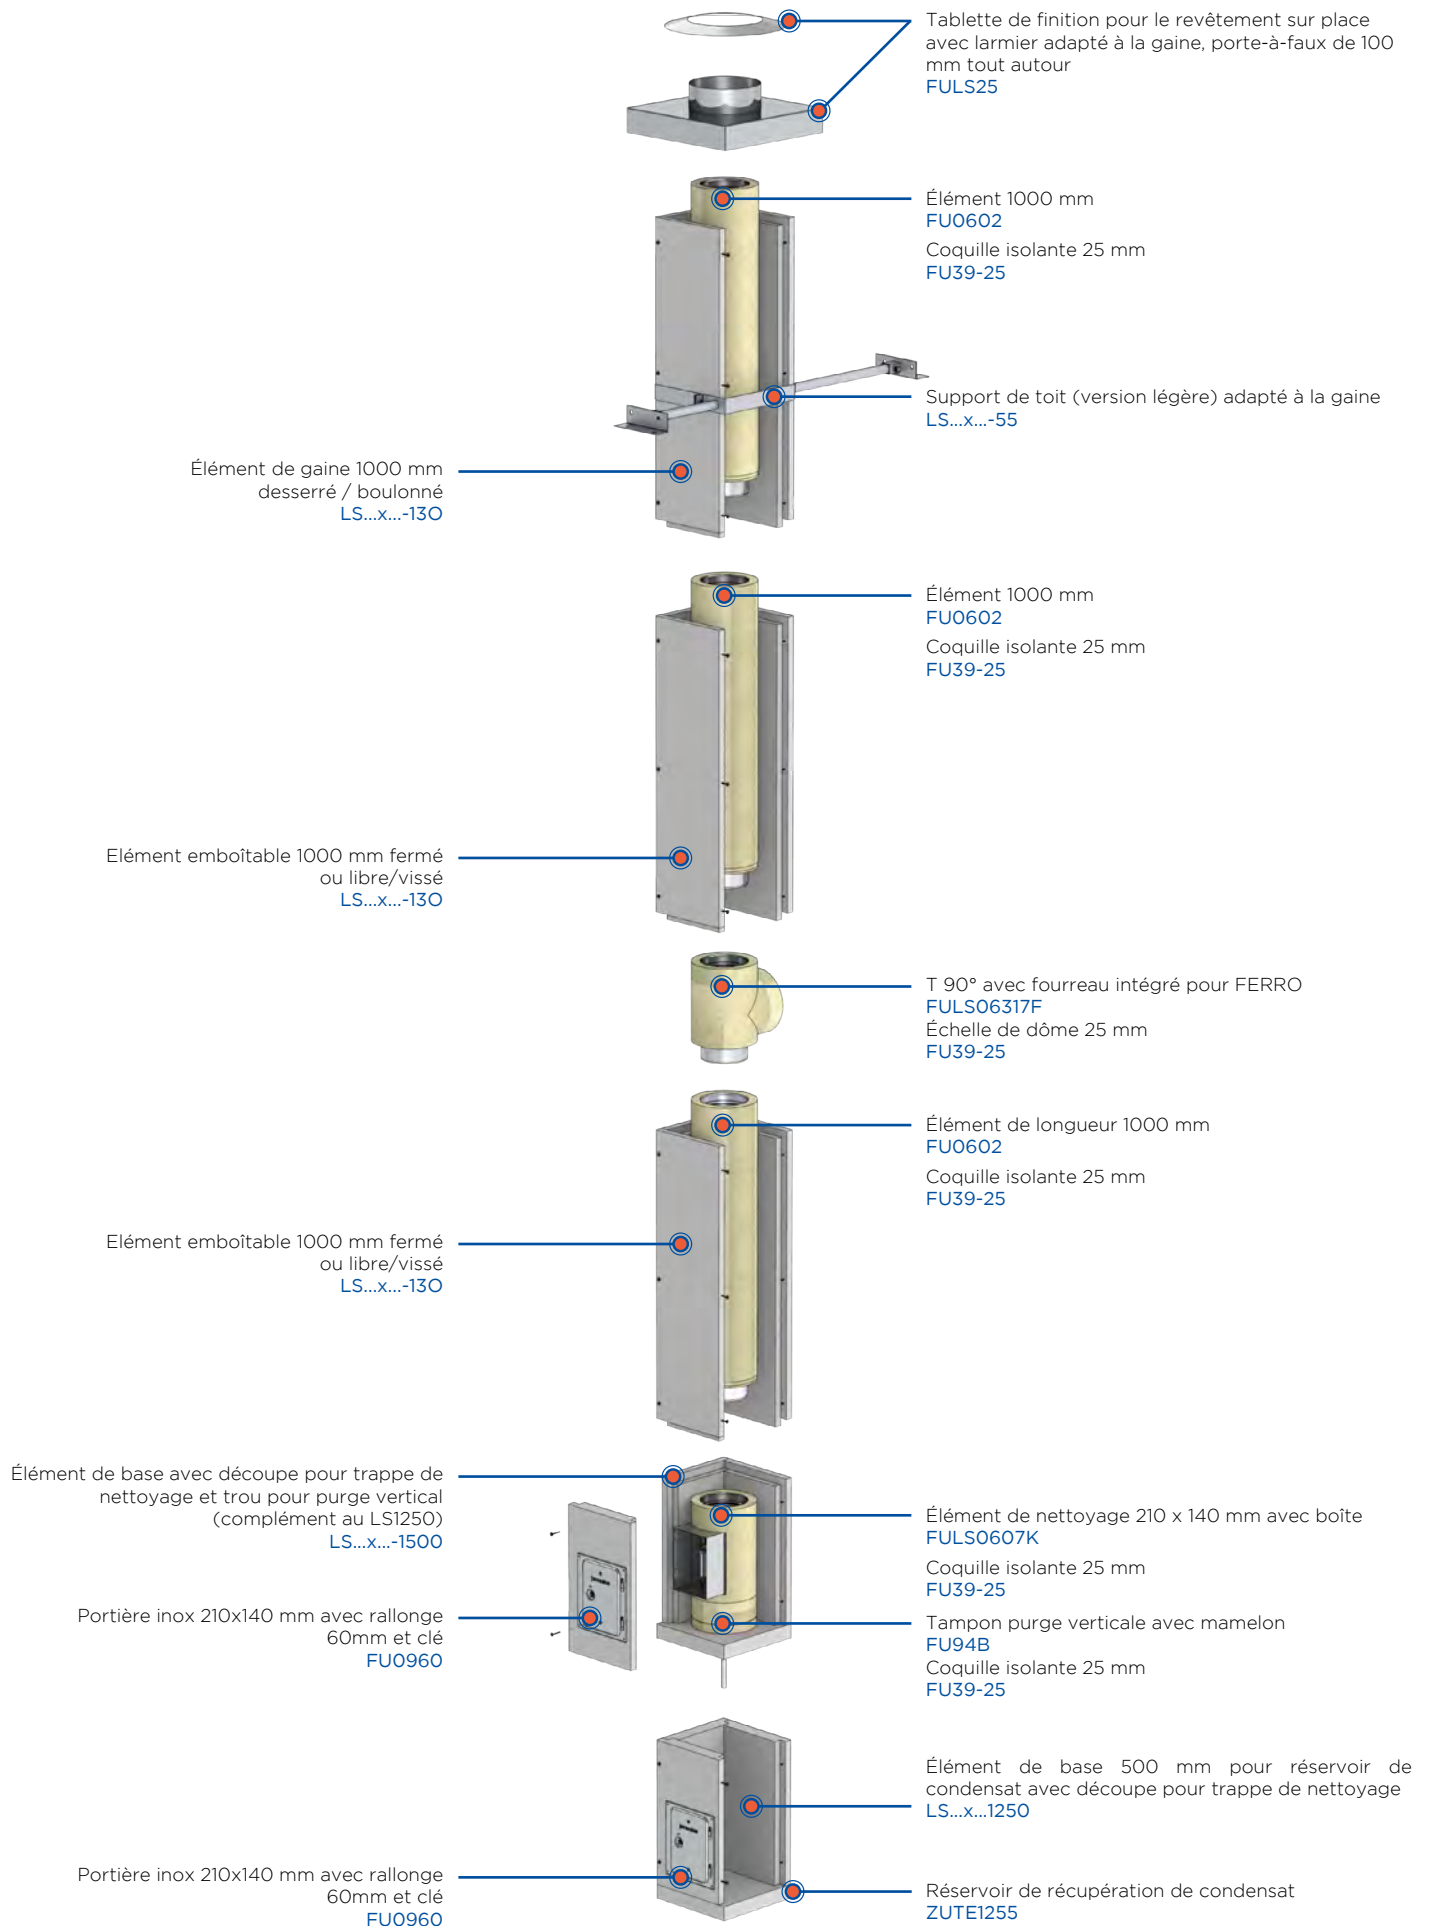 Tablette de finition pour le revêtement sur place
avec larmier adapté à la gaine, porte-à-faux de 100
mm tout autour
FULS25
Élément 1000 mm
FU0602
Coquille isolante 25 mm
FU39-25
Support de toit (version légère) adapté à la gaine
LS...x...-55
Élément de gaine 1000 mm
desserré / boulonné
LS...x...-13O
Élément 1000 mm
FU0602
Coquille isolante 25 mm
FU39-25
Elément emboîtable 1000 mm fermé
ou libre/vissé
LS...x...-13O
T 90° avec fourreau intégré pour FERRO
FULS06317F
Échelle de dôme 25 mm
FU39-25
Élément de longueur 1000 mm
FU0602
Coquille isolante 25 mm
FU39-25
Elément emboîtable 1000 mm fermé
ou libre/vissé
LS...x...-13O
Élément de base avec découpe pour trappe de
nettoyage et trou pour purge vertical
(complément au LS1250)
LS...x...-1500
Élément de nettoyage 210 x 140 mm avec boîte
FULS0607K
Coquille isolante 25 mm
FU39-25
Portière inox 210x140 mm avec rallonge
60mm et clé
FU0960
Tampon purge verticale avec mamelon
FU94B
Coquille isolante 25 mm
FU39-25
Élément de base 500 mm pour réservoir de
condensat avec découpe pour trappe de nettoyage
LS...x...1250
Portière inox 210x140 mm avec rallonge
60mm et clé
FU0960
Réservoir de récupération de condensat
ZUTE1255